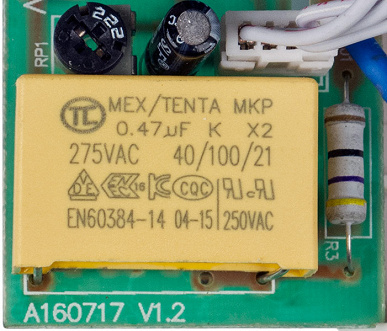 RP1
222
TC MEX/TENTA MKP
0.47µF K X2
275VAC 40/100/21
EN60384-14 04-15 250VAC
R3
A160717 V1.2